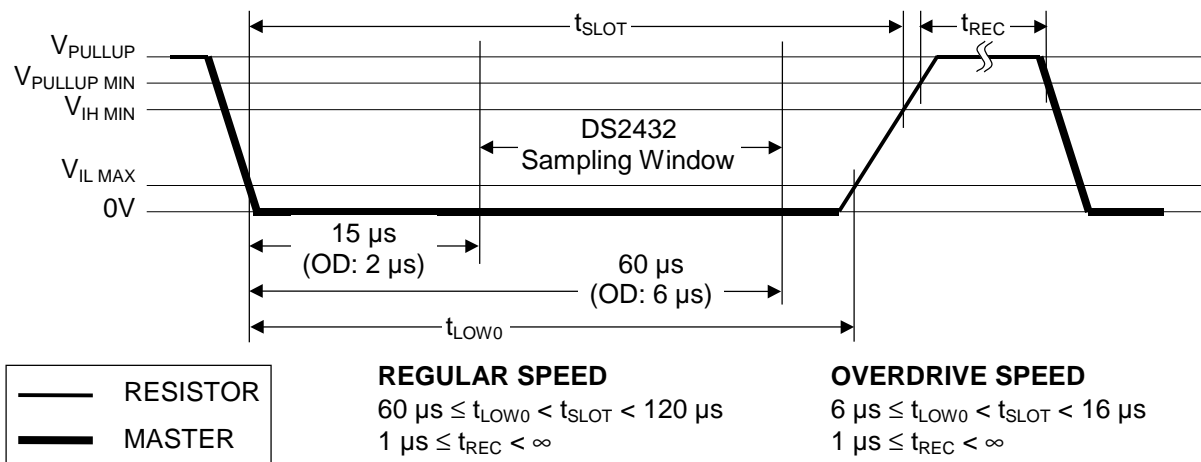 tSLOT
tREC
VPULLUP
VPULLUP MIN
VIH MIN
DS2432
Sampling Window
VIL MAX
0V
15 µs
(OD: 2 µs)
60 µs
(OD: 6 µs)
tLOW0
RESISTOR
MASTER
REGULAR SPEED
60 µs ≤ tLOW0 < tSLOT < 120 µs
1 µs ≤ tREC < ∞
OVERDRIVE SPEED
6 µs ≤ tLOW0 < tSLOT < 16 µs
1 µs ≤ tREC < ∞